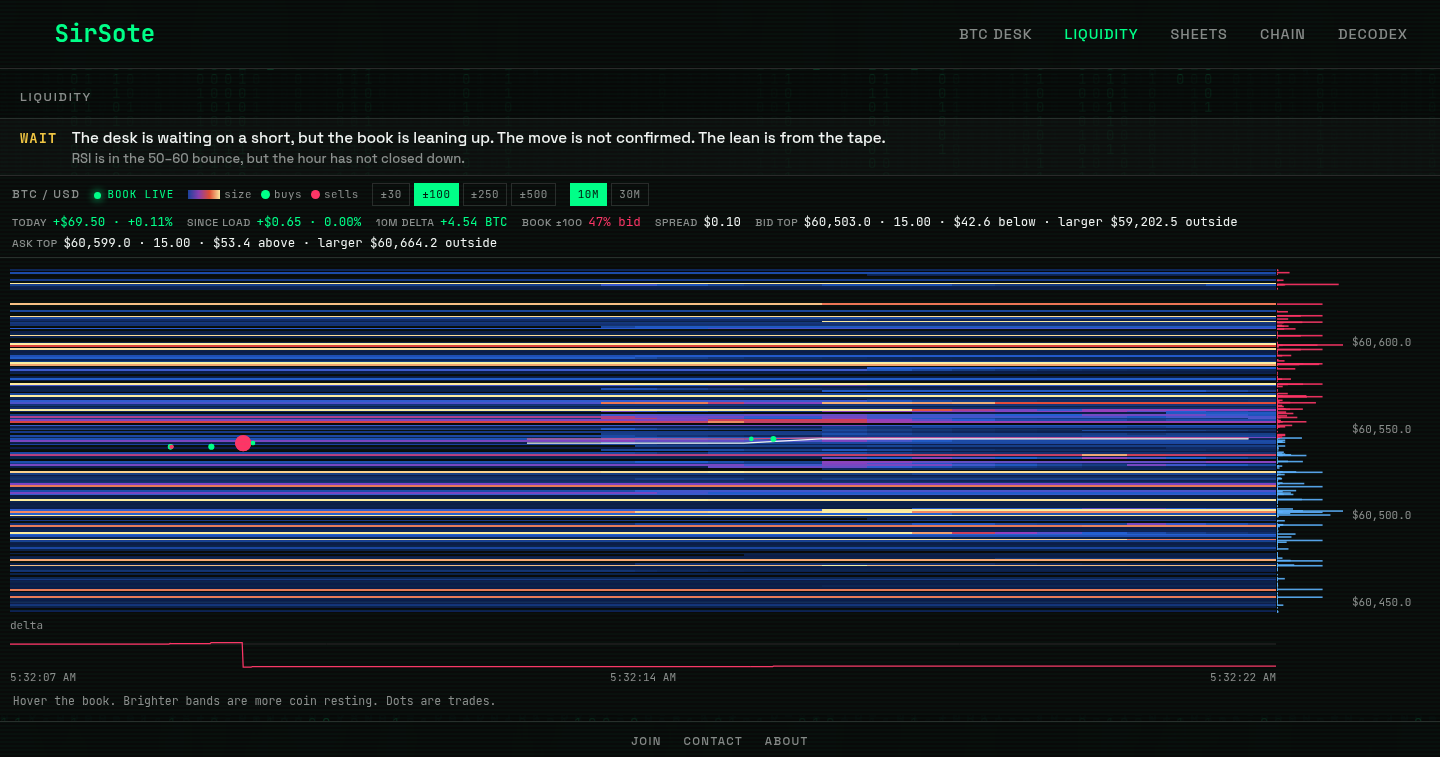 SirSote
BTC DESK LIQUIDITY SHEETS CHAIN DECODEX
LIQUIDITY
WAIT The desk is waiting on a short, but the book is leaning up. The move is not confirmed. The lean is from the tape.
RSI is in the 50–60 bounce, but the hour has not closed down.
BTC / USD BOOK LIVE size buys sells ±30 ±100 ±250 ±500 10M 30M
TODAY +$69.50 · +0.11% SINCE LOAD +$0.65 · 0.00% 10M DELTA +4.54 BTC BOOK ±100 47% bid SPREAD $0.10 BID TOP $60,503.0 · 15.00 · $42.6 below · larger $59,202.5 outside
ASK TOP $60,599.0 · 15.00 · $53.4 above · larger $60,664.2 outside
$60,600.0
$60,550.0
$60,500.0
$60,450.0
delta
5:32:07 AM 5:32:14 AM 5:32:22 AM
Hover the book. Brighter bands are more coin resting. Dots are trades.
JOIN CONTACT ABOUT